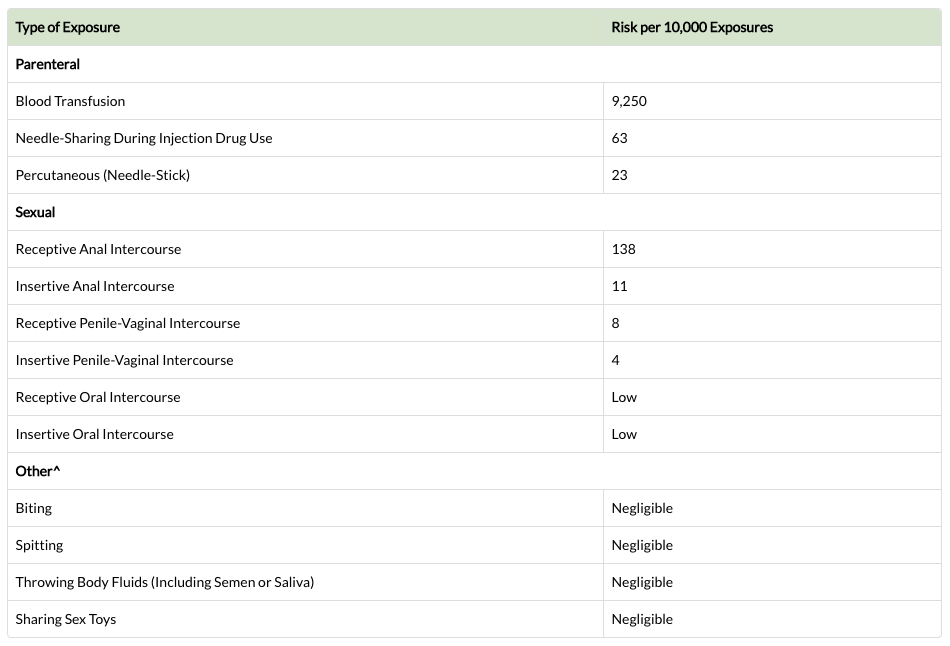 Type of Exposure Risk per 10,000 Exposures
Parenteral
Blood Transfusion 9,250
Needle-Sharing During Injection Drug Use 63
Percutaneous (Needle-Stick) 23
Sexual
Receptive Anal Intercourse 138
Insertive Anal Intercourse 11
Receptive Penile-Vaginal Intercourse 8
Insertive Penile-Vaginal Intercourse 4
Receptive Oral Intercourse Low
Insertive Oral Intercourse Low
Other^
Biting Negligible
Spitting Negligible
Throwing Body Fluids (Including Semen or Saliva) Negligible
Sharing Sex Toys Negligible